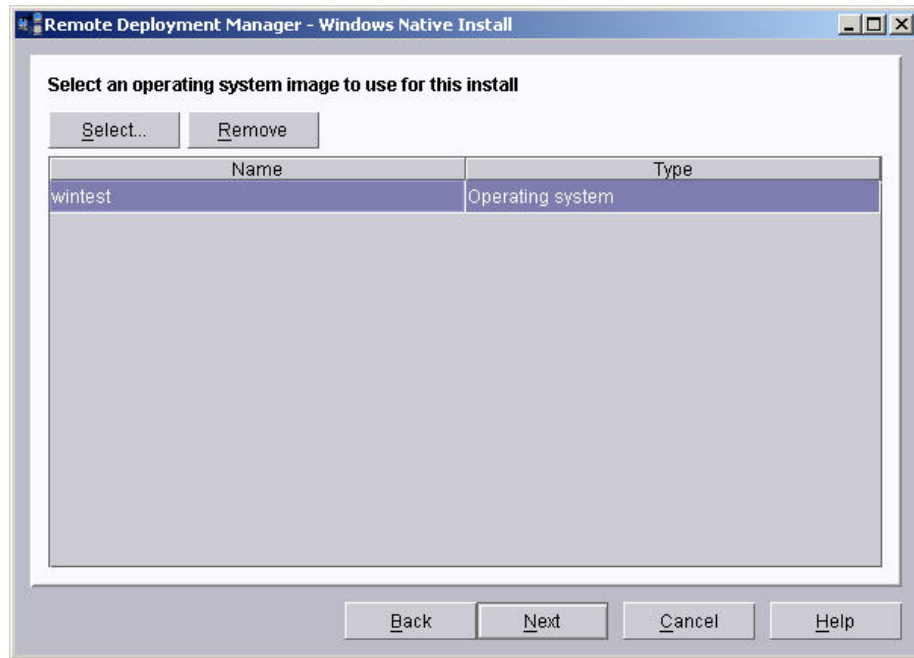 Remote Deployment Manager - Windows Native Install
Select an operating system image to use for this install
Select... Remove
Name Type
wintest Operating system
Back Next Cancel Help